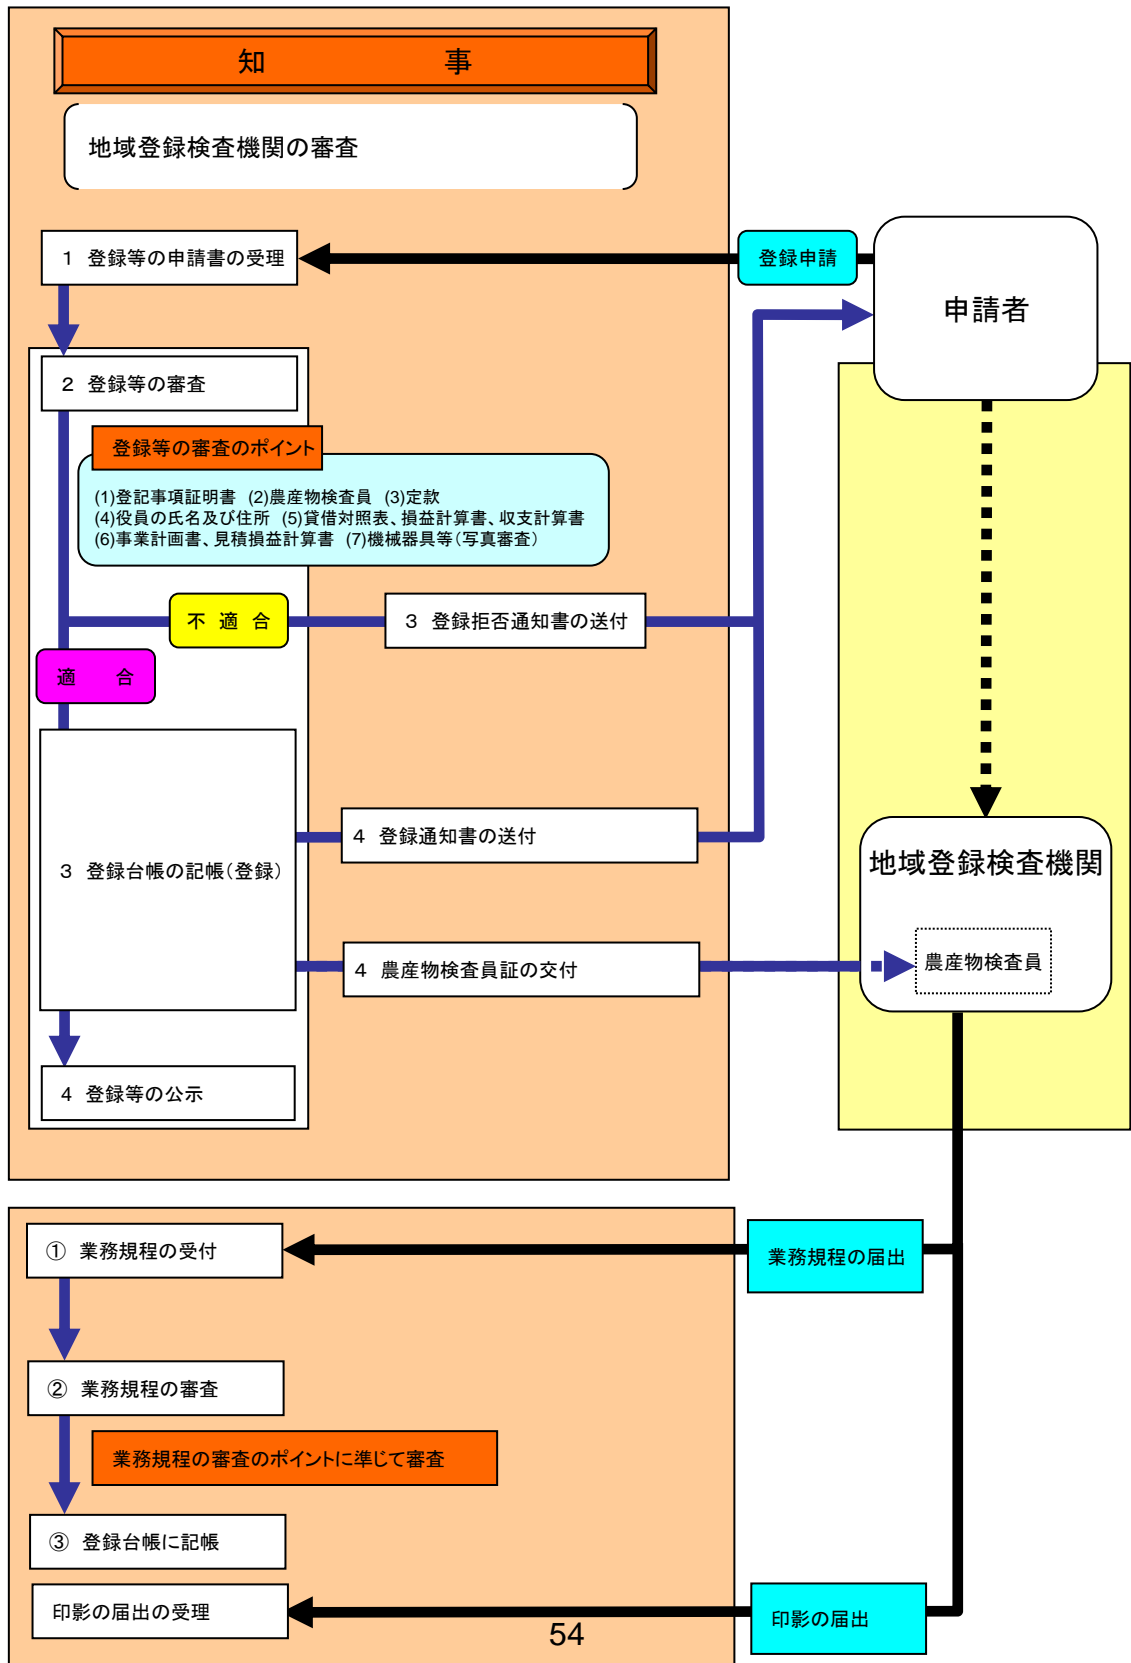 知　　　事
地域登録検査機関の審査
1 登録等の申請書の受理
登録申請
申請者
2 登録等の審査
登録等の審査のポイント
(1)登記事項証明書 (2)農産物検査員 (3)定款
(4)役員の氏名及び住所 (5)貸借対照表、損益計算書、収支計算書
(6)事業計画書、見積損益計算書 (7)機械器具等(写真審査)
不 適 合
3 登録拒否通知書の送付
適　合
3 登録台帳の記帳(登録)
4 登録通知書の送付
地域登録検査機関
4 農産物検査員証の交付
農産物検査員
4 登録等の公示
① 業務規程の受付
業務規程の届出
② 業務規程の審査
業務規程の審査のポイントに準じて審査
③ 登録台帳に記帳
印影の届出の受理
印影の届出
54